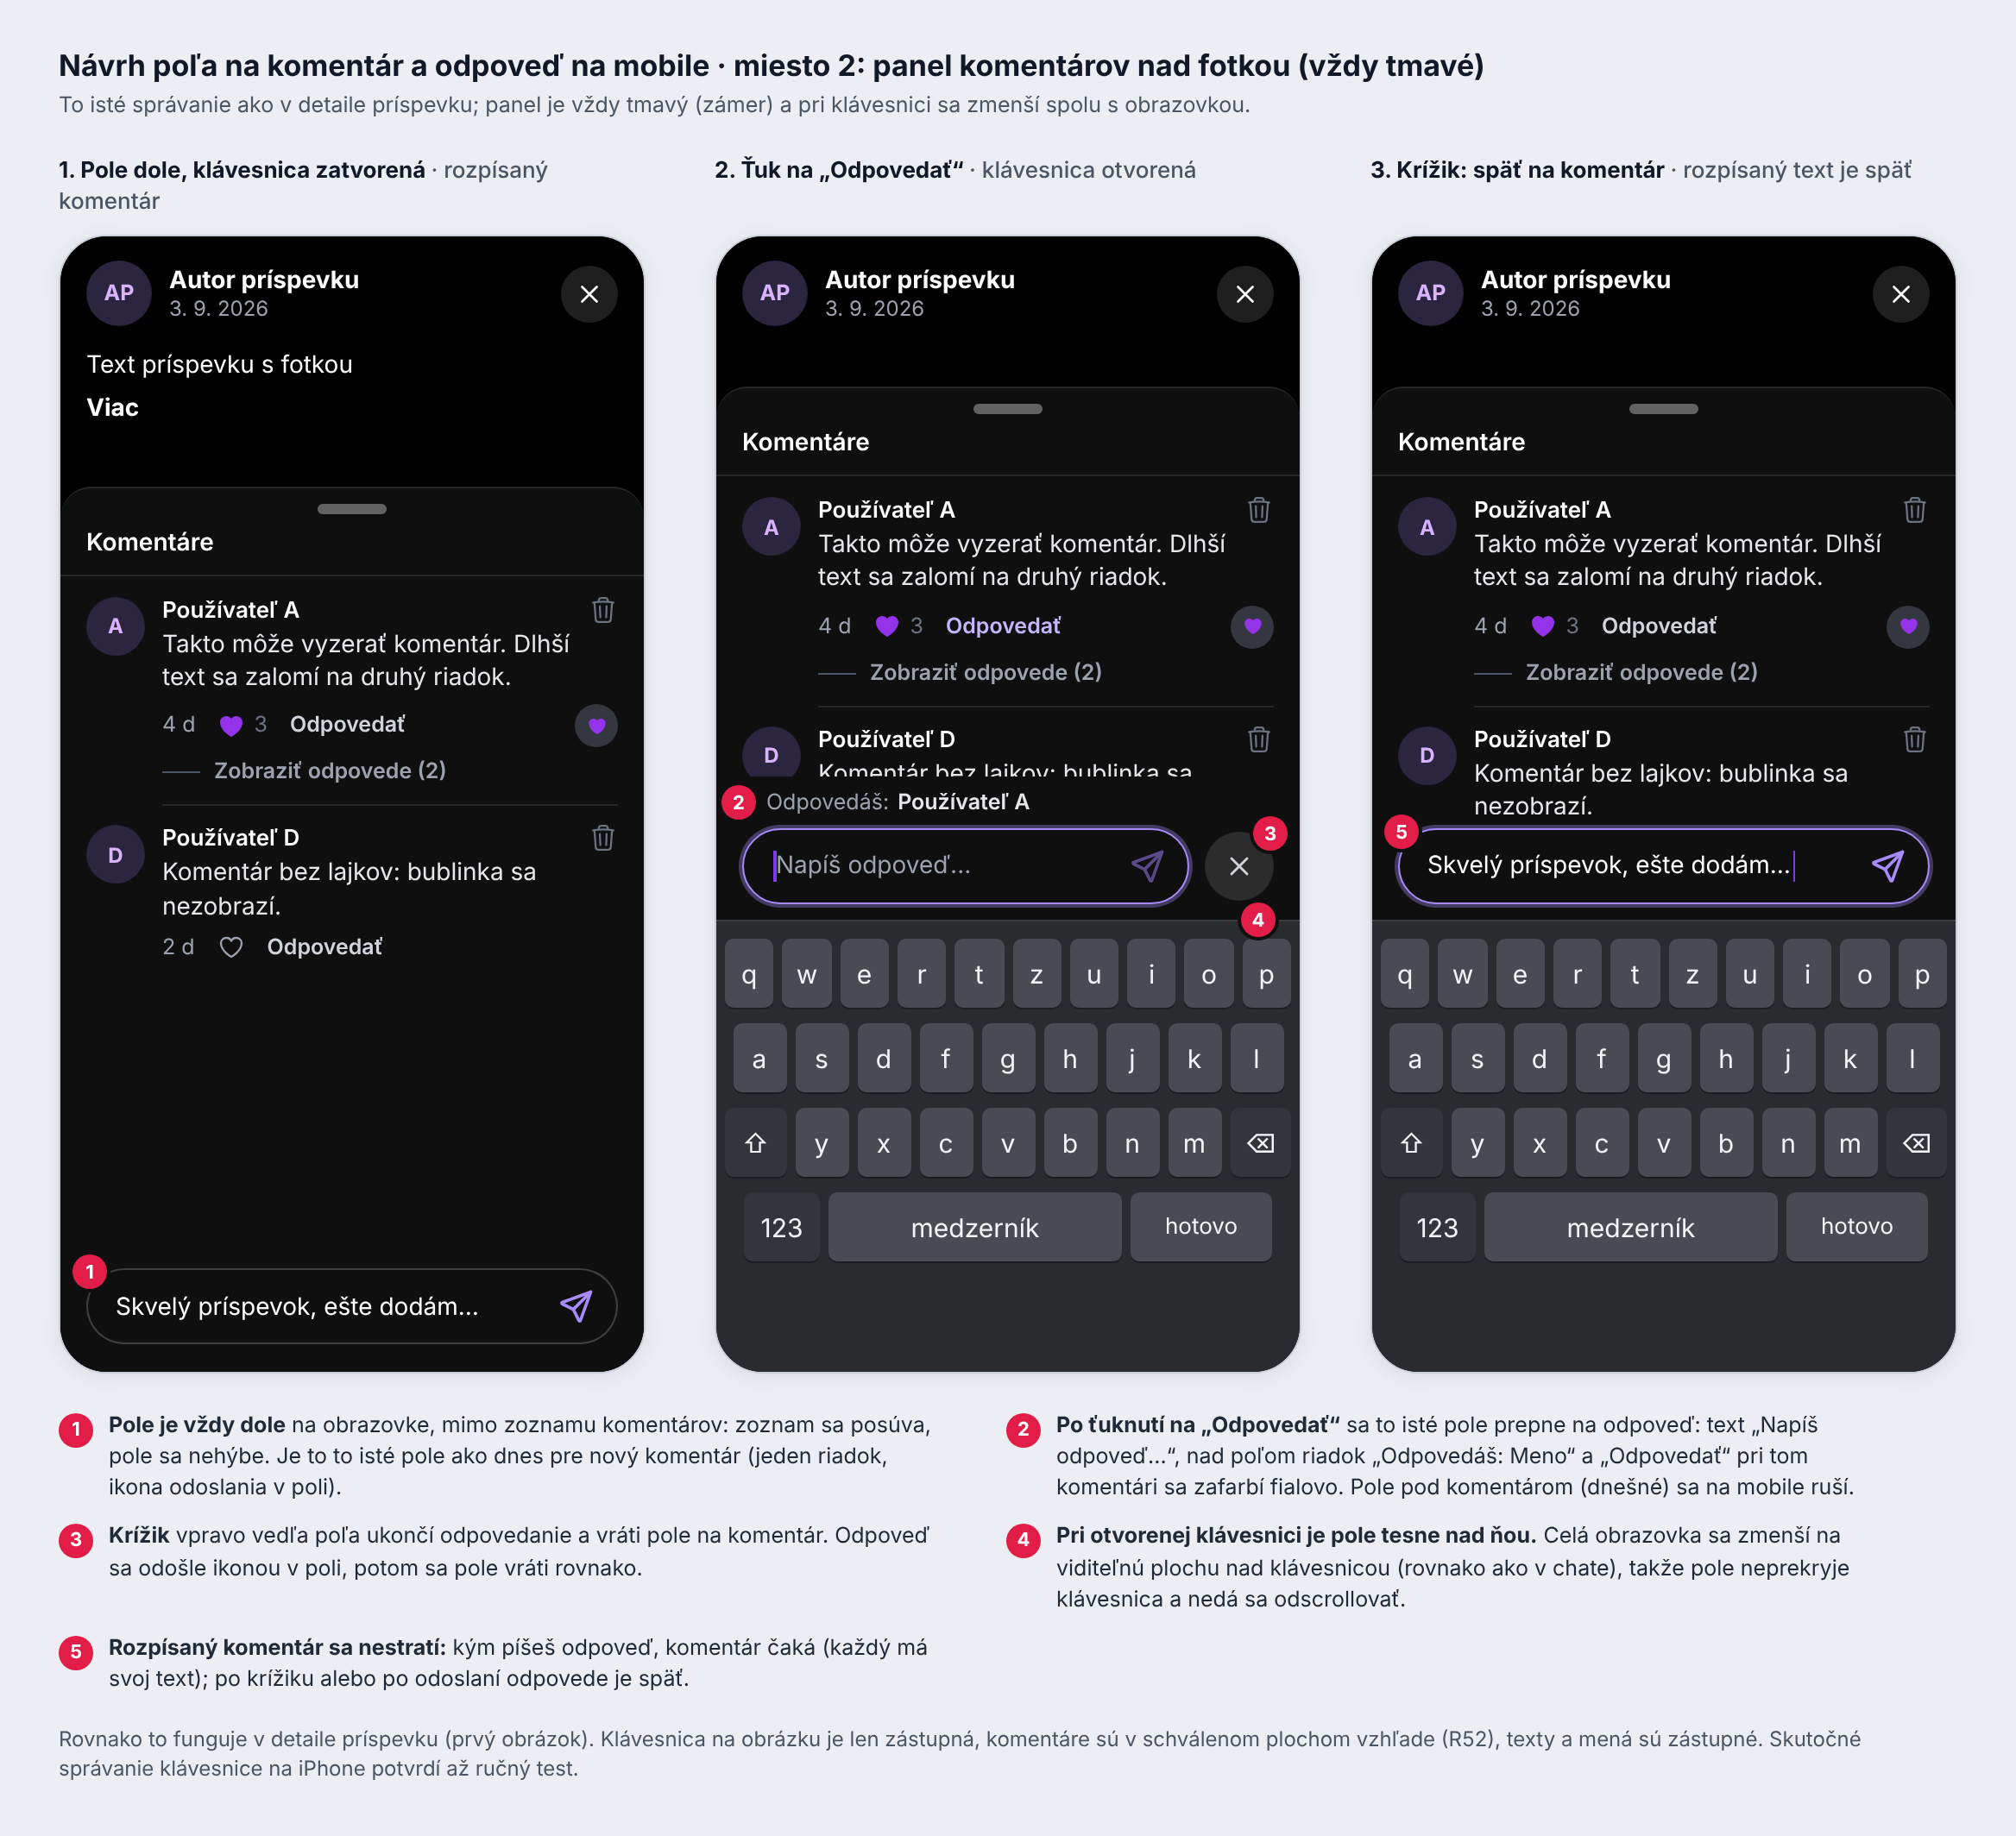 Návrh poľa na komentár a odpoveď na mobile · miesto 2: panel komentárov nad fotkou (vždy tmavé)
To isté správanie ako v detaile príspevku; panel je vždy tmavý (zámer) a pri klávesnici sa zmenší spolu s obrazovkou.
1. Pole dole, klávesnica zatvorená · rozpísaný
komentár
AP
Autor príspevku
3. 9. 2026
Text príspevku s fotkou
Viac
Komentáre
A
Používateľ A
Takto môže vyzerať komentár. Dlhší
text sa zalomí na druhý riadok.
4 d 3 Odpovedať
Zobraziť odpovede (2)
D
Používateľ D
Komentár bez lajkov: bublinka sa
nezobrazí.
2 d Odpovedať
1
Skvelý príspevok, ešte dodám...
2. Ťuk na „Odpovedať“ · klávesnica otvorená
AP
Autor príspevku
3. 9. 2026
Komentáre
A
Používateľ A
Takto môže vyzerať komentár. Dlhší
text sa zalomí na druhý riadok.
4 d 3 Odpovedať
Zobraziť odpovede (2)
D
Používateľ D
Komentár bez lajkov: bublinka sa
2 Odpovedáš: Používateľ A
3
Napíš odpoveď...
4
q w e r t z u i o p
a s d f g h j k l
y x c v b n m
123 medzerník hotovo
3. Krížik: späť na komentár · rozpísaný text je späť
AP
Autor príspevku
3. 9. 2026
Komentáre
A
Používateľ A
Takto môže vyzerať komentár. Dlhší
text sa zalomí na druhý riadok.
4 d 3 Odpovedať
Zobraziť odpovede (2)
D
Používateľ D
Komentár bez lajkov: bublinka sa
nezobrazí.
5
Skvelý príspevok, ešte dodám...
q w e r t z u i o p
a s d f g h j k l
y x c v b n m
123 medzerník hotovo
1 Pole je vždy dole na obrazovke, mimo zoznamu komentárov: zoznam sa posúva,
pole sa nehýbe. Je to to isté pole ako dnes pre nový komentár (jeden riadok,
ikona odoslania v poli).
2 Po ťuknutí na „Odpovedať“ sa to isté pole prepne na odpoveď: text „Napíš
odpoveď...“, nad poľom riadok „Odpovedáš: Meno“ a „Odpovedať“ pri tom
komentári sa zafarbí fialovo. Pole pod komentárom (dnešné) sa na mobile ruší.
3 Krížik vpravo vedľa poľa ukončí odpovedanie a vráti pole na komentár. Odpoveď
sa odošle ikonou v poli, potom sa pole vráti rovnako.
4 Pri otvorenej klávesnici je pole tesne nad ňou. Celá obrazovka sa zmenší na
viditeľnú plochu nad klávesnicou (rovnako ako v chate), takže pole neprekryje
klávesnica a nedá sa odscrollovať.
5 Rozpísaný komentár sa nestratí: kým píšeš odpoveď, komentár čaká (každý má
svoj text); po krížiku alebo po odoslaní odpovede je späť.
Rovnako to funguje v detaile príspevku (prvý obrázok). Klávesnica na obrázku je len zástupná, komentáre sú v schválenom plochom vzhľade (R52), texty a mená sú zástupné. Skutočné
správanie klávesnice na iPhone potvrdí až ručný test.